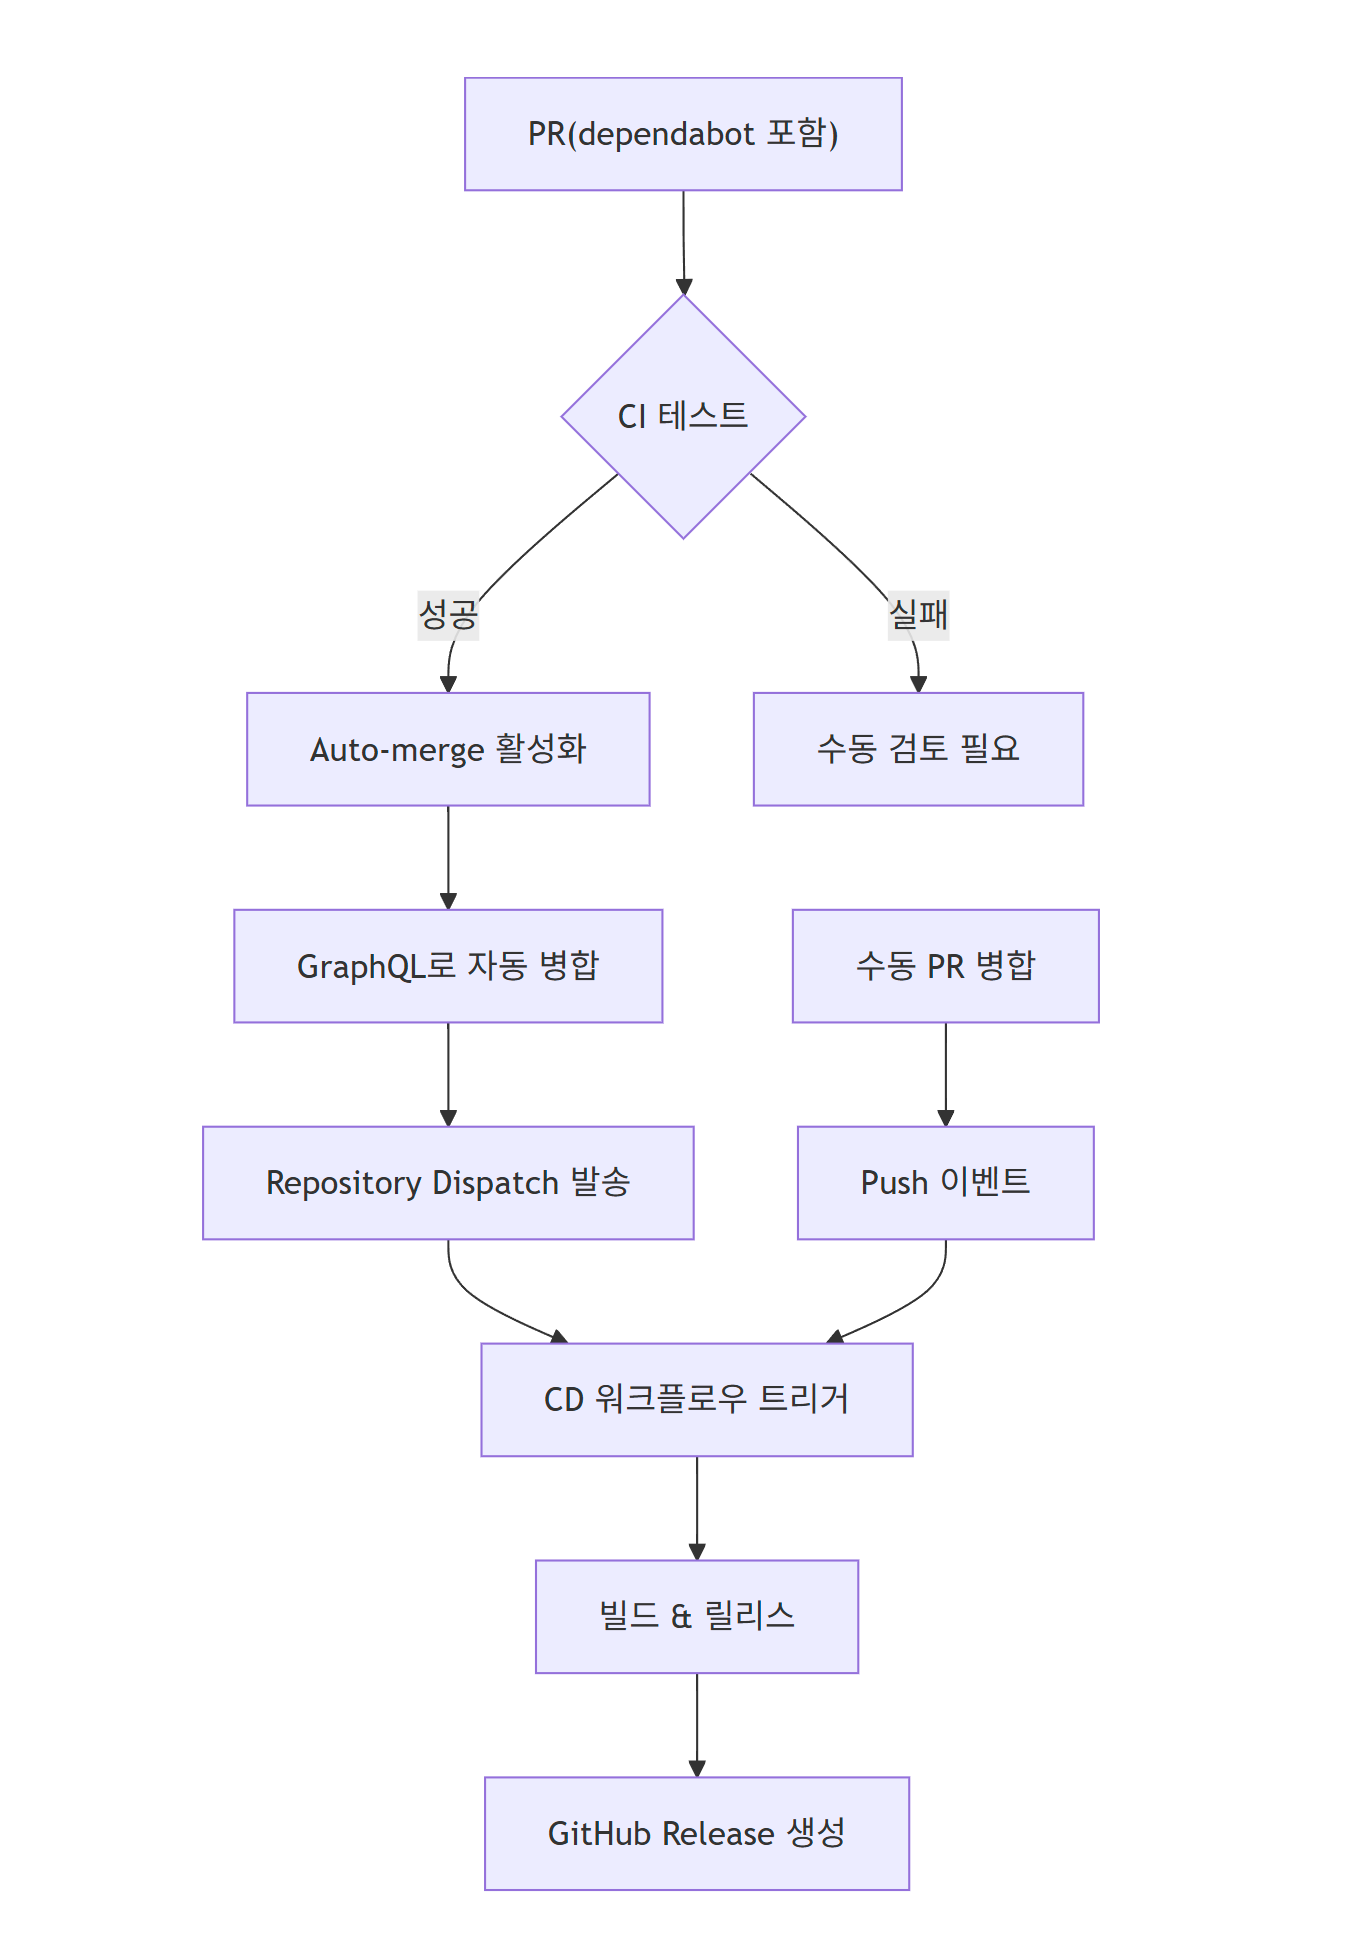 PR(dependabot 포함)
CI 테스트
성공
실패
Auto-merge 활성화
수동 검토 필요
GraphQL로 자동 병합
수동 PR 병합
Repository Dispatch 발송
Push 이벤트
CD 워크플로우 트리거
빌드 & 릴리스
GitHub Release 생성